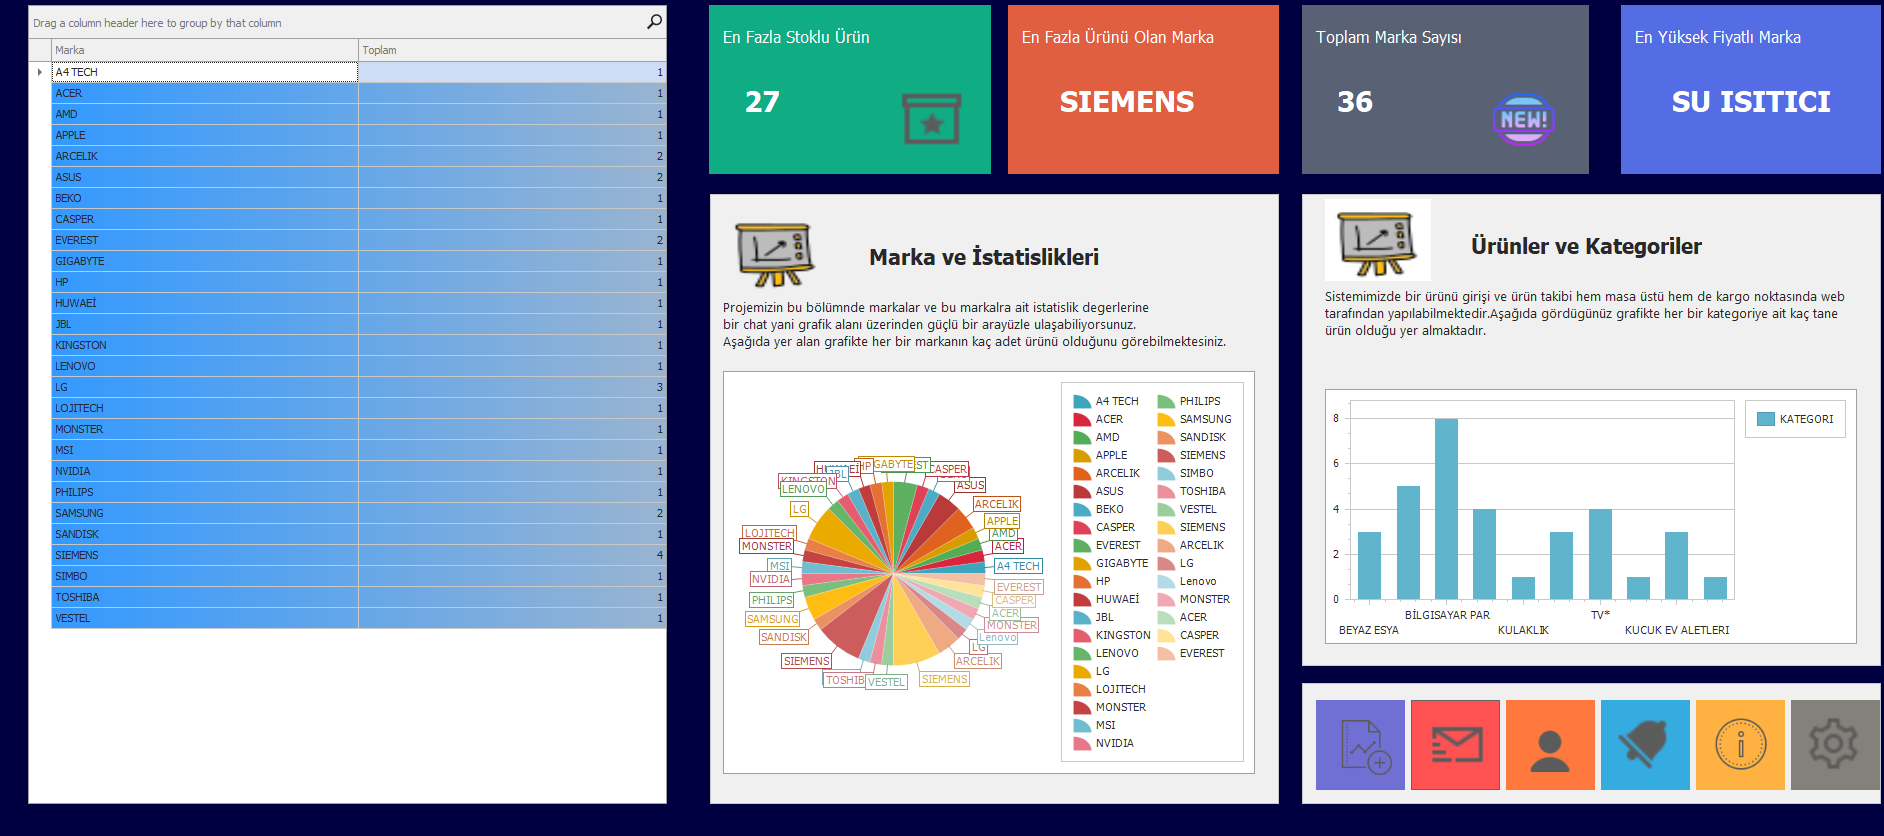 Drag a column header here to group by that column
Marka Toplam
A4 TECH 1
ACER 1
AMD 1
APPLE 1
ARCELIK 2
ASUS 2
BEKO 1
CASPER 1
EVEREST 2
GIGABYTE 1
HP 1
HUWAEİ 1
JBL 1
KINGSTON 1
LENOVO 1
LG 3
LOJITECH 1
MONSTER 1
MSI 1
NVIDIA 1
PHILIPS 1
SAMSUNG 2
SANDISK 1
SIEMENS 4
SIMBO 1
TOSHIBA 1
VESTEL 1
En Fazla Stoklu Ürün
27
En Fazla Ürünü Olan Marka
SIEMENS
Toplam Marka Sayısı
36
NEW!
En Yüksek Fiyatlı Marka
SU ISITICI
Marka ve İstatislikleri
Projemizin bu bölümnde markalar ve bu markalra ait istatislik degerlerine
bir chat yani grafik alanı üzerinden güçlü bir arayüzle ulaşabiliyorsunuz.
Aşağıda yer alan grafikte her bir markanın kaç adet ürünü olduğunu görebilmektesiniz.
GIGABYTE
HP
CASPER
JBL
KINGSTON
LENOVO
ASUS
LG
ARCELIK
APPLE
LOJITECH
AMD
MONSTER
ACER
MSI
A4 TECH
NVIDIA
EVEREST
PHILIPS
CASPER
ACER
SAMSUNG
MONSTER
SANDISK
Lenovo
LG
SIEMENS
ARCELIK
TOSHIB
VESTEL
SIEMENS
A4 TECH
ACER
AMD
APPLE
ARCELIK
ASUS
BEKO
CASPER
EVEREST
GIGABYTE
HP
HUWAEİ
JBL
KINGSTON
LENOVO
LG
LOJITECH
MONSTER
MSI
NVIDIA
PHILIPS
SAMSUNG
SANDISK
SIEMENS
SIMBO
TOSHIBA
VESTEL
SIEMENS
ARCELIK
LG
Lenovo
MONSTER
ACER
CASPER
EVEREST
Ürünler ve Kategoriler
Sistemimizde bir ürünü girişi ve ürün takibi hem masa üstü hem de kargo noktasında web
tarafından yapılabilmektedir.Aşağıda gördügünüz grafikte her bir kategoriye ait kaç tane
ürün olduğu yer almaktadır.
8
6
4
2
0
BİLGISAYAR PAR TV*
BEYAZ ESYA KULAKLIK KUCUK EV ALETLERI
KATEGORI